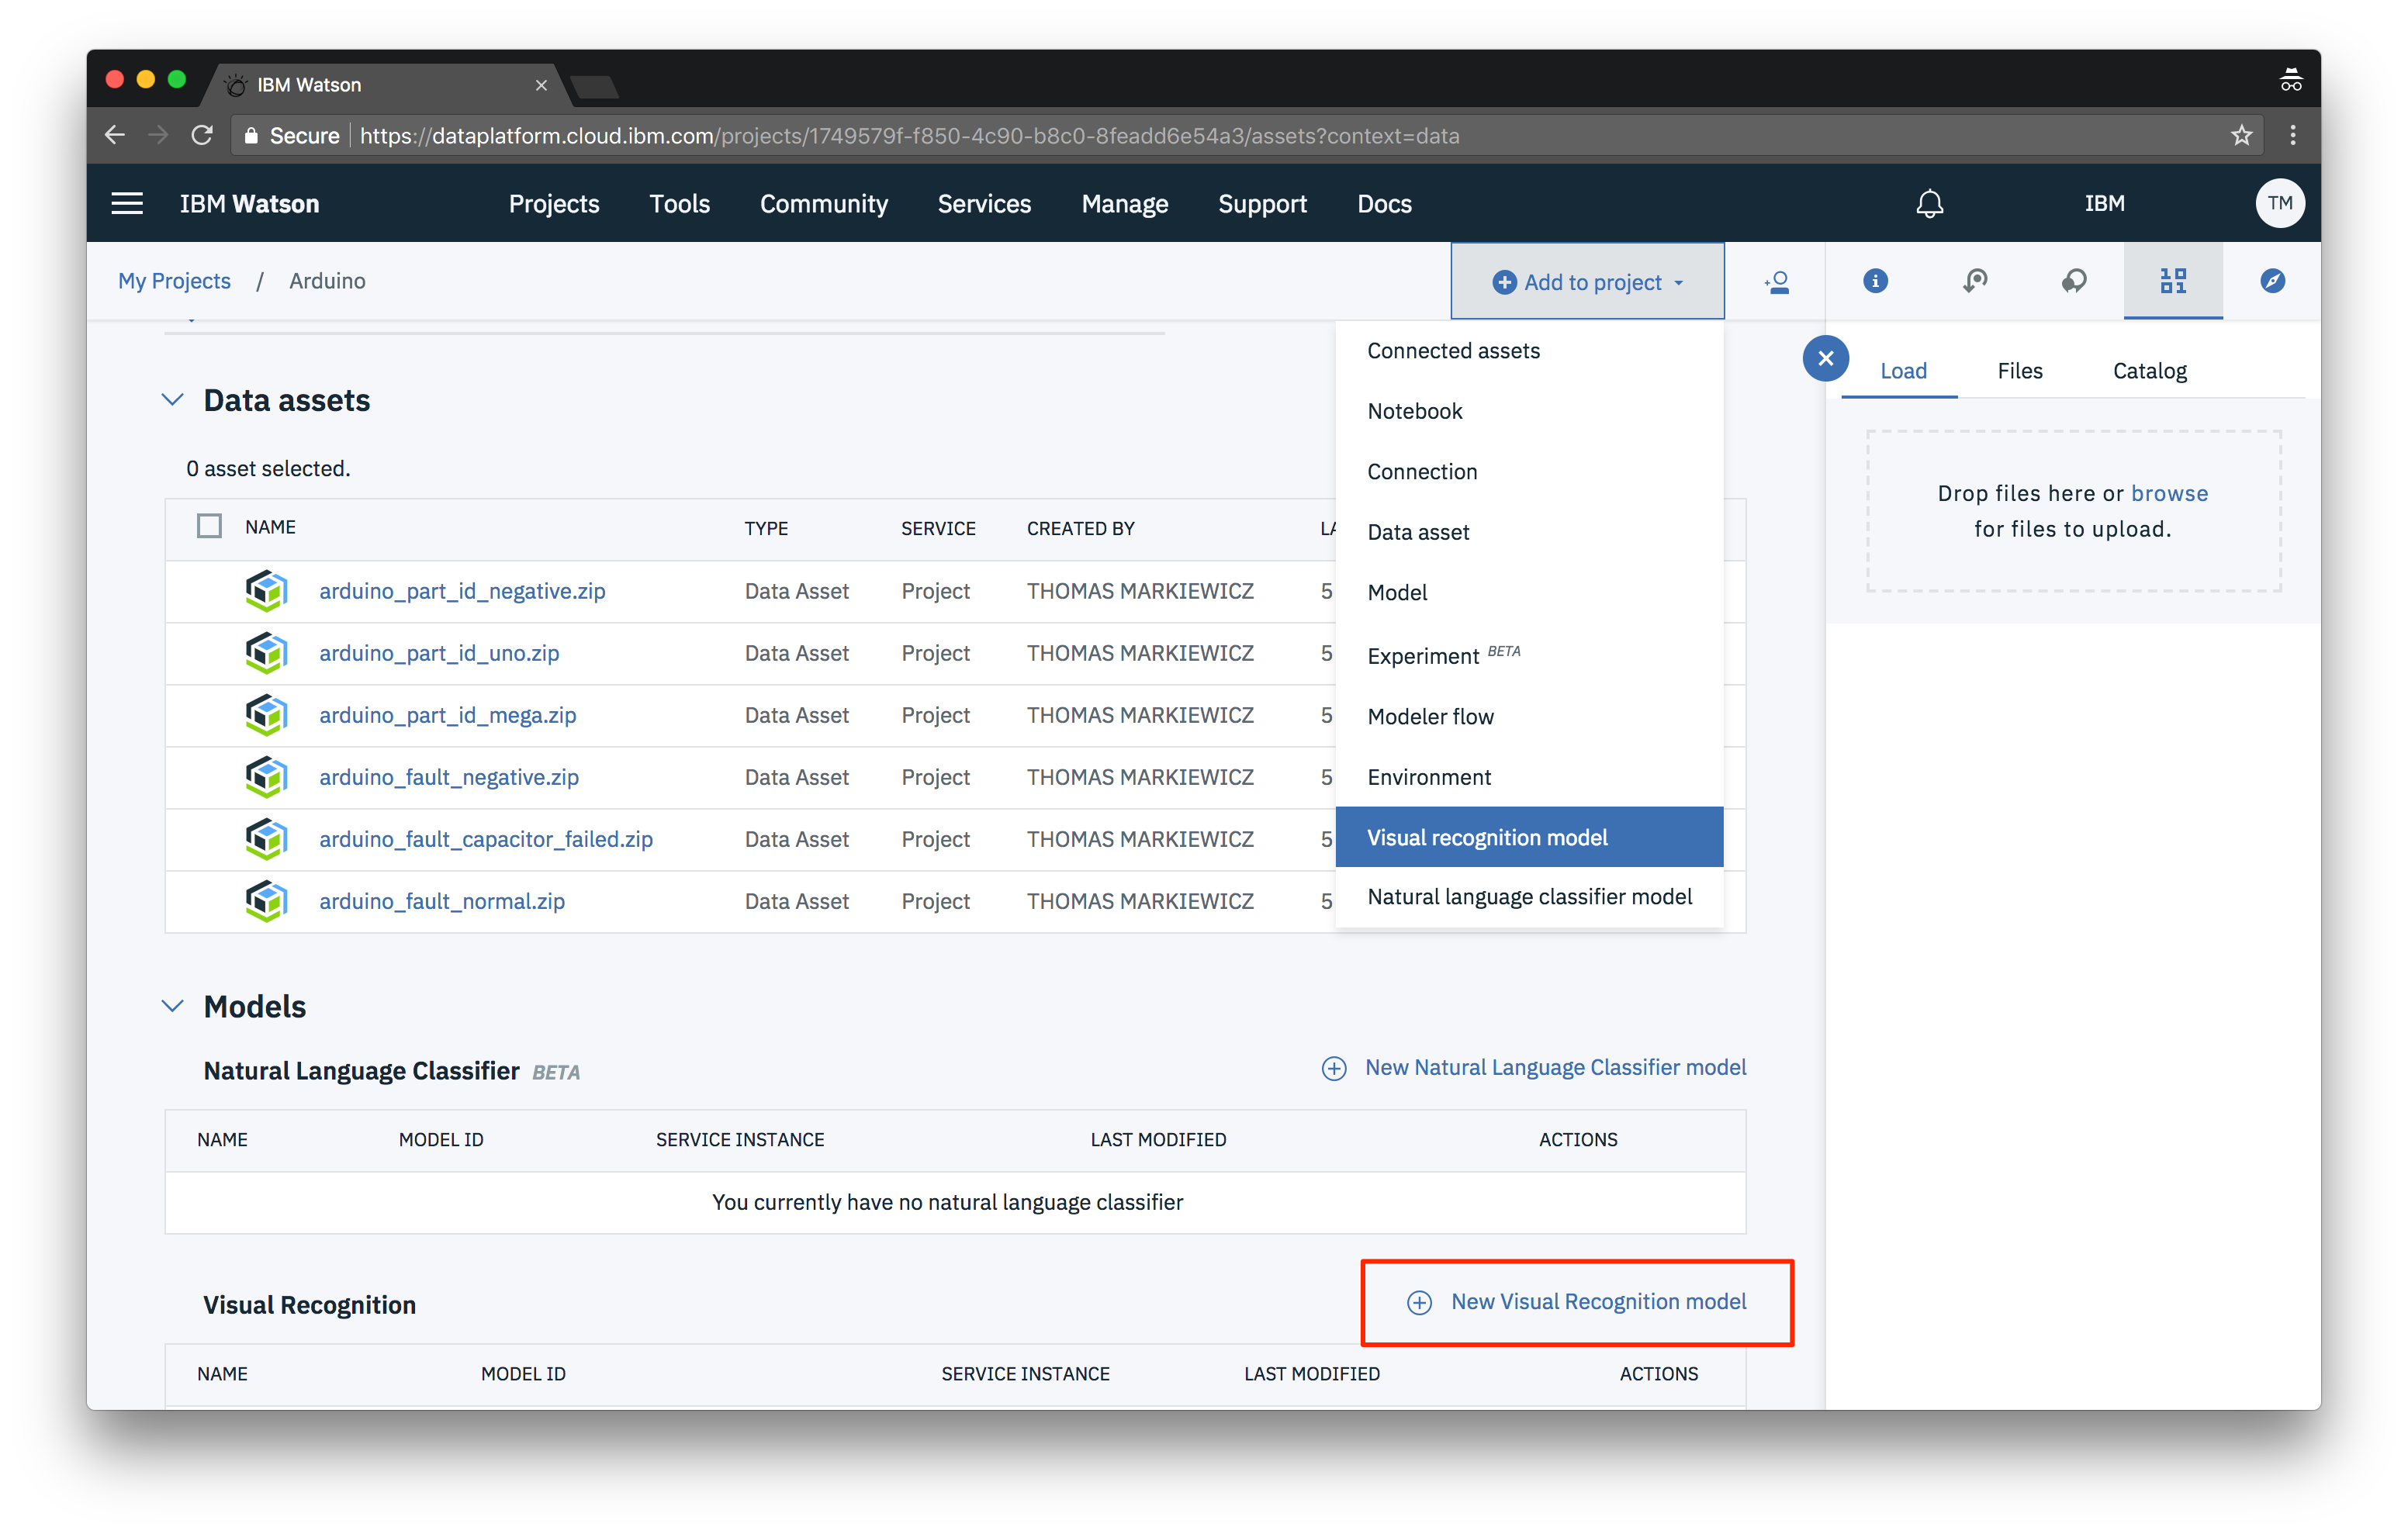 IBM Watson
Secure https://dataplatform.cloud.ibm.com/projects/1749579f-f850-4c90-b8c0-8feadd6e54a3/assets?context=data
IBM Watson Projects Tools Community Services Manage Support Docs IBM TM
My Projects / Arduino Add to project
Connected assets
Notebook
Connection
Data asset
Model
Experiment BETA
Modeler flow
Environment
Visual recognition model
Natural language classifier model
Load Files Catalog
Drop files here or browse
for files to upload.
Data assets
0 asset selected.
NAME TYPE SERVICE CREATED BY
arduino_part_id_negative.zip Data Asset Project THOMAS MARKIEWICZ 5
arduino_part_id_uno.zip Data Asset Project THOMAS MARKIEWICZ 5
arduino_part_id_mega.zip Data Asset Project THOMAS MARKIEWICZ 5
arduino_fault_negative.zip Data Asset Project THOMAS MARKIEWICZ 5
arduino_fault_capacitor_failed.zip Data Asset Project THOMAS MARKIEWICZ 5
arduino_fault_normal.zip Data Asset Project THOMAS MARKIEWICZ 5
Models
Natural Language Classifier BETA New Natural Language Classifier model
NAME MODEL ID SERVICE INSTANCE LAST MODIFIED ACTIONS
You currently have no natural language classifier
Visual Recognition New Visual Recognition model
NAME MODEL ID SERVICE INSTANCE LAST MODIFIED ACTIONS